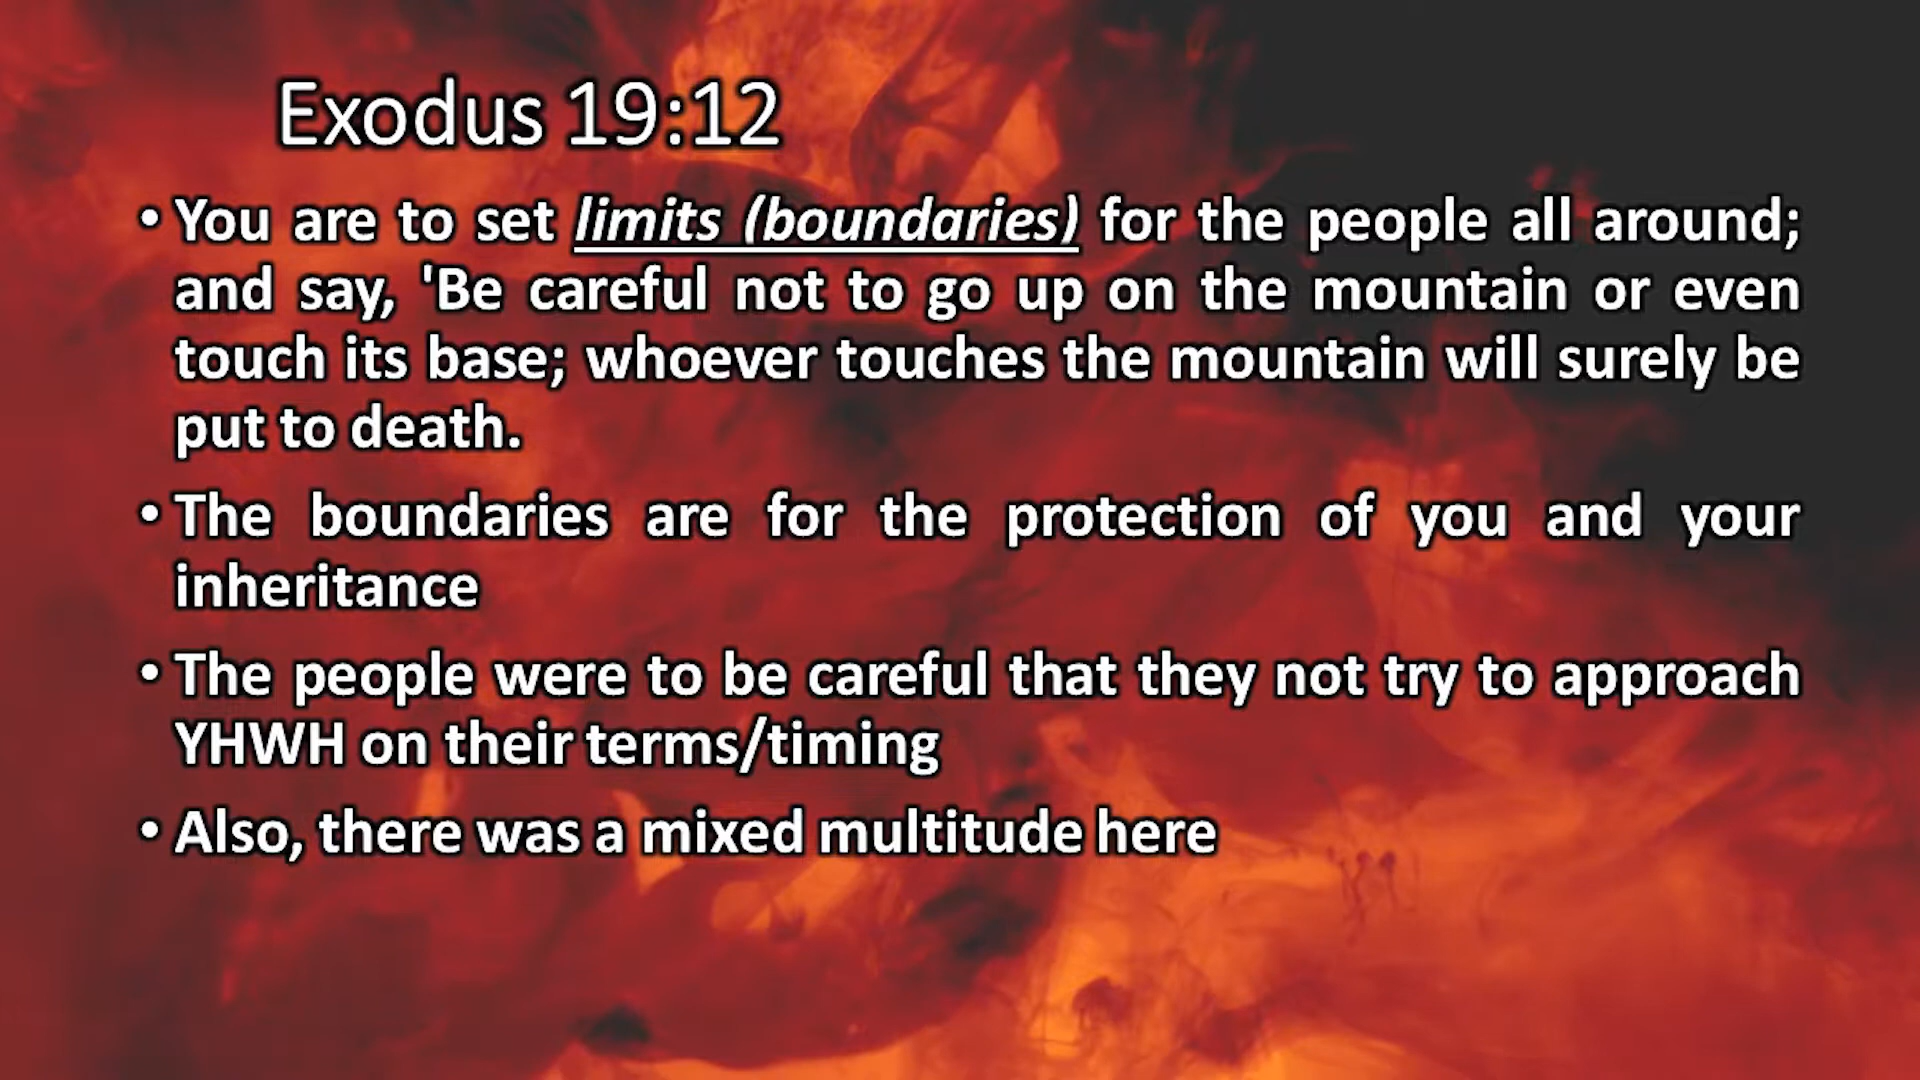 Exodus 19:12
• You are to set limits (boundaries) for the people all around;
and say, 'Be careful not to go up on the mountain or even
touch its base; whoever touches the mountain will surely be
put to death.
• The boundaries are for the protection of you and your
inheritance
• The people were to be careful that they not try to approach
YHWH on their terms/timing
• Also, there was a mixed multitude here